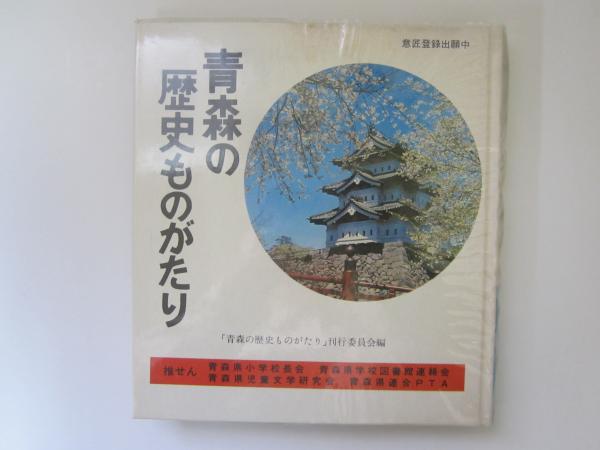 意匠登録出願中
青森の
歴史ものがたり
「青森の歴史ものがたり」刊行委員会編
推せん
青森県小学校長会 青森県学校図書館連絡会
青森県児童文学研究会 青森県連合PTA